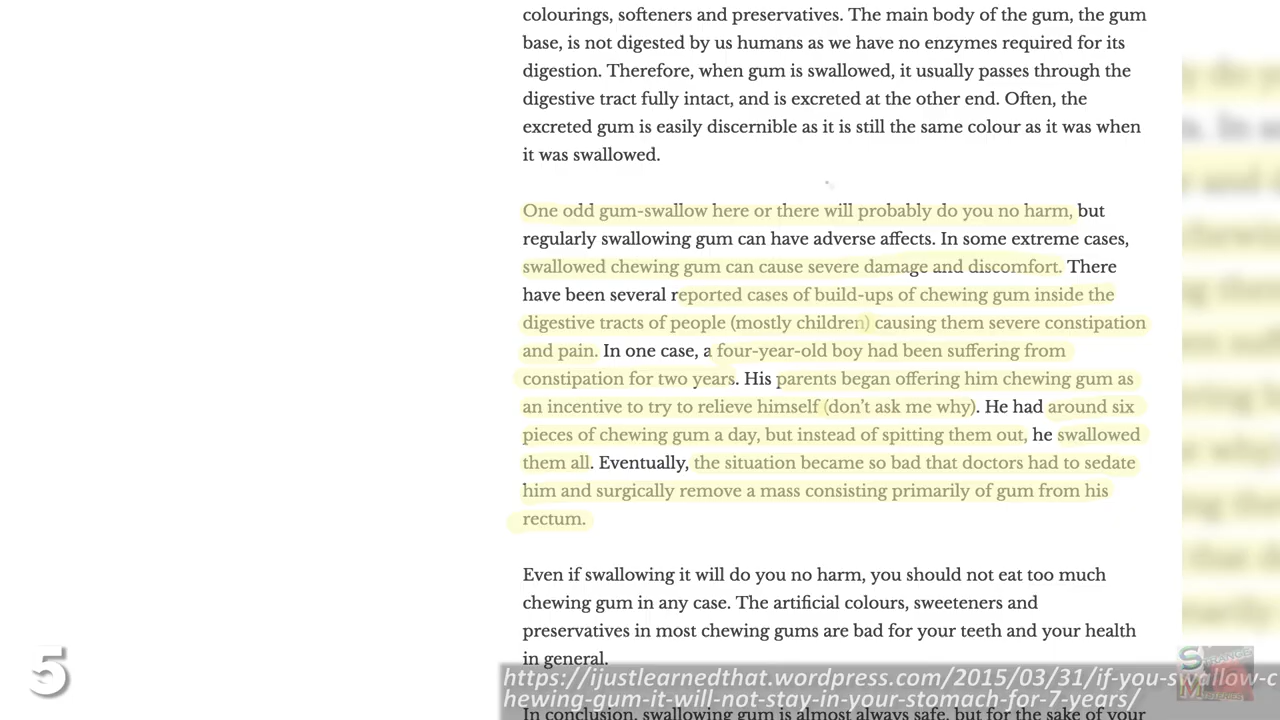 colourings, softeners and preservatives. The main body of the gum, the gum
base, is not digested by us humans as we have no enzymes required for its
digestion. Therefore, when gum is swallowed, it usually passes through the
digestive tract fully intact, and is excreted at the other end. Often, the
excreted gum is easily discernible as it is still the same colour as it was when
it was swallowed.
One odd gum-swallow here or there will probably do you no harm, but
regularly swallowing gum can have adverse affects. In some extreme cases,
swallowed chewing gum can cause severe damage and discomfort. There
have been several reported cases of build-ups of chewing gum inside the
digestive tracts of people (mostly children) causing them severe constipation
and pain. In one case, a four-year-old boy had been suffering from
constipation for two years. His parents began offering him chewing gum as
an incentive to try to relieve himself (don't ask me why). He had around six
pieces of chewing gum a day, but instead of spitting them out, he swallowed
them all. Eventually, the situation became so bad that doctors had to sedate
him and surgically remove a mass consisting primarily of gum from his
rectum.
Even if swallowing it will do you no harm, you should not eat too much
chewing gum in any case. The artificial colours, sweeteners and
preservatives in most chewing gums are bad for your teeth and your health
in general.
5
https://ijustlearnedthat.wordpress.com/2015/03/31/if-you-swallow-c
hewing-gum-it-will-not-stay-in-your-stomach-for-7-years/
In conclusion, swallowing gum is almost always safe, but for the sake of your